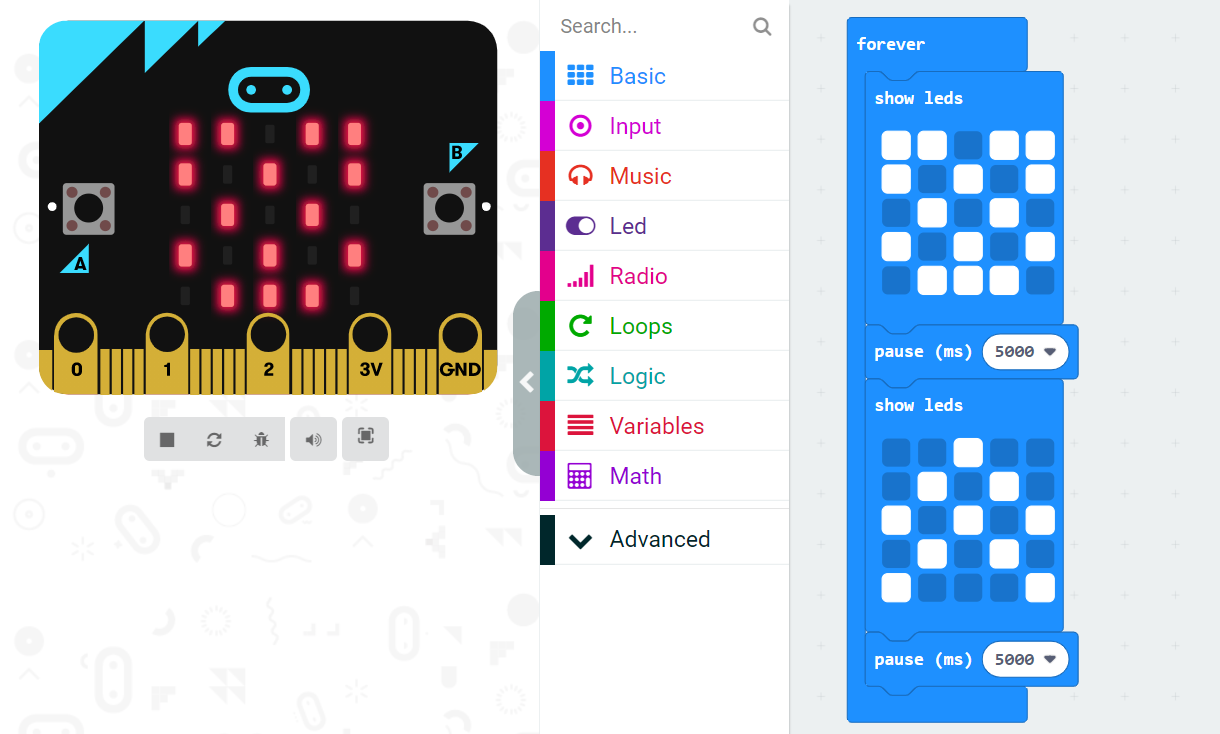 B
A
0
1
2
3V
GND
Search...
Basic
Input
Music
Led
Radio
Loops
Logic
Variables
Math
Advanced
forever
show leds
pause (ms) 5000
show leds
pause (ms) 5000